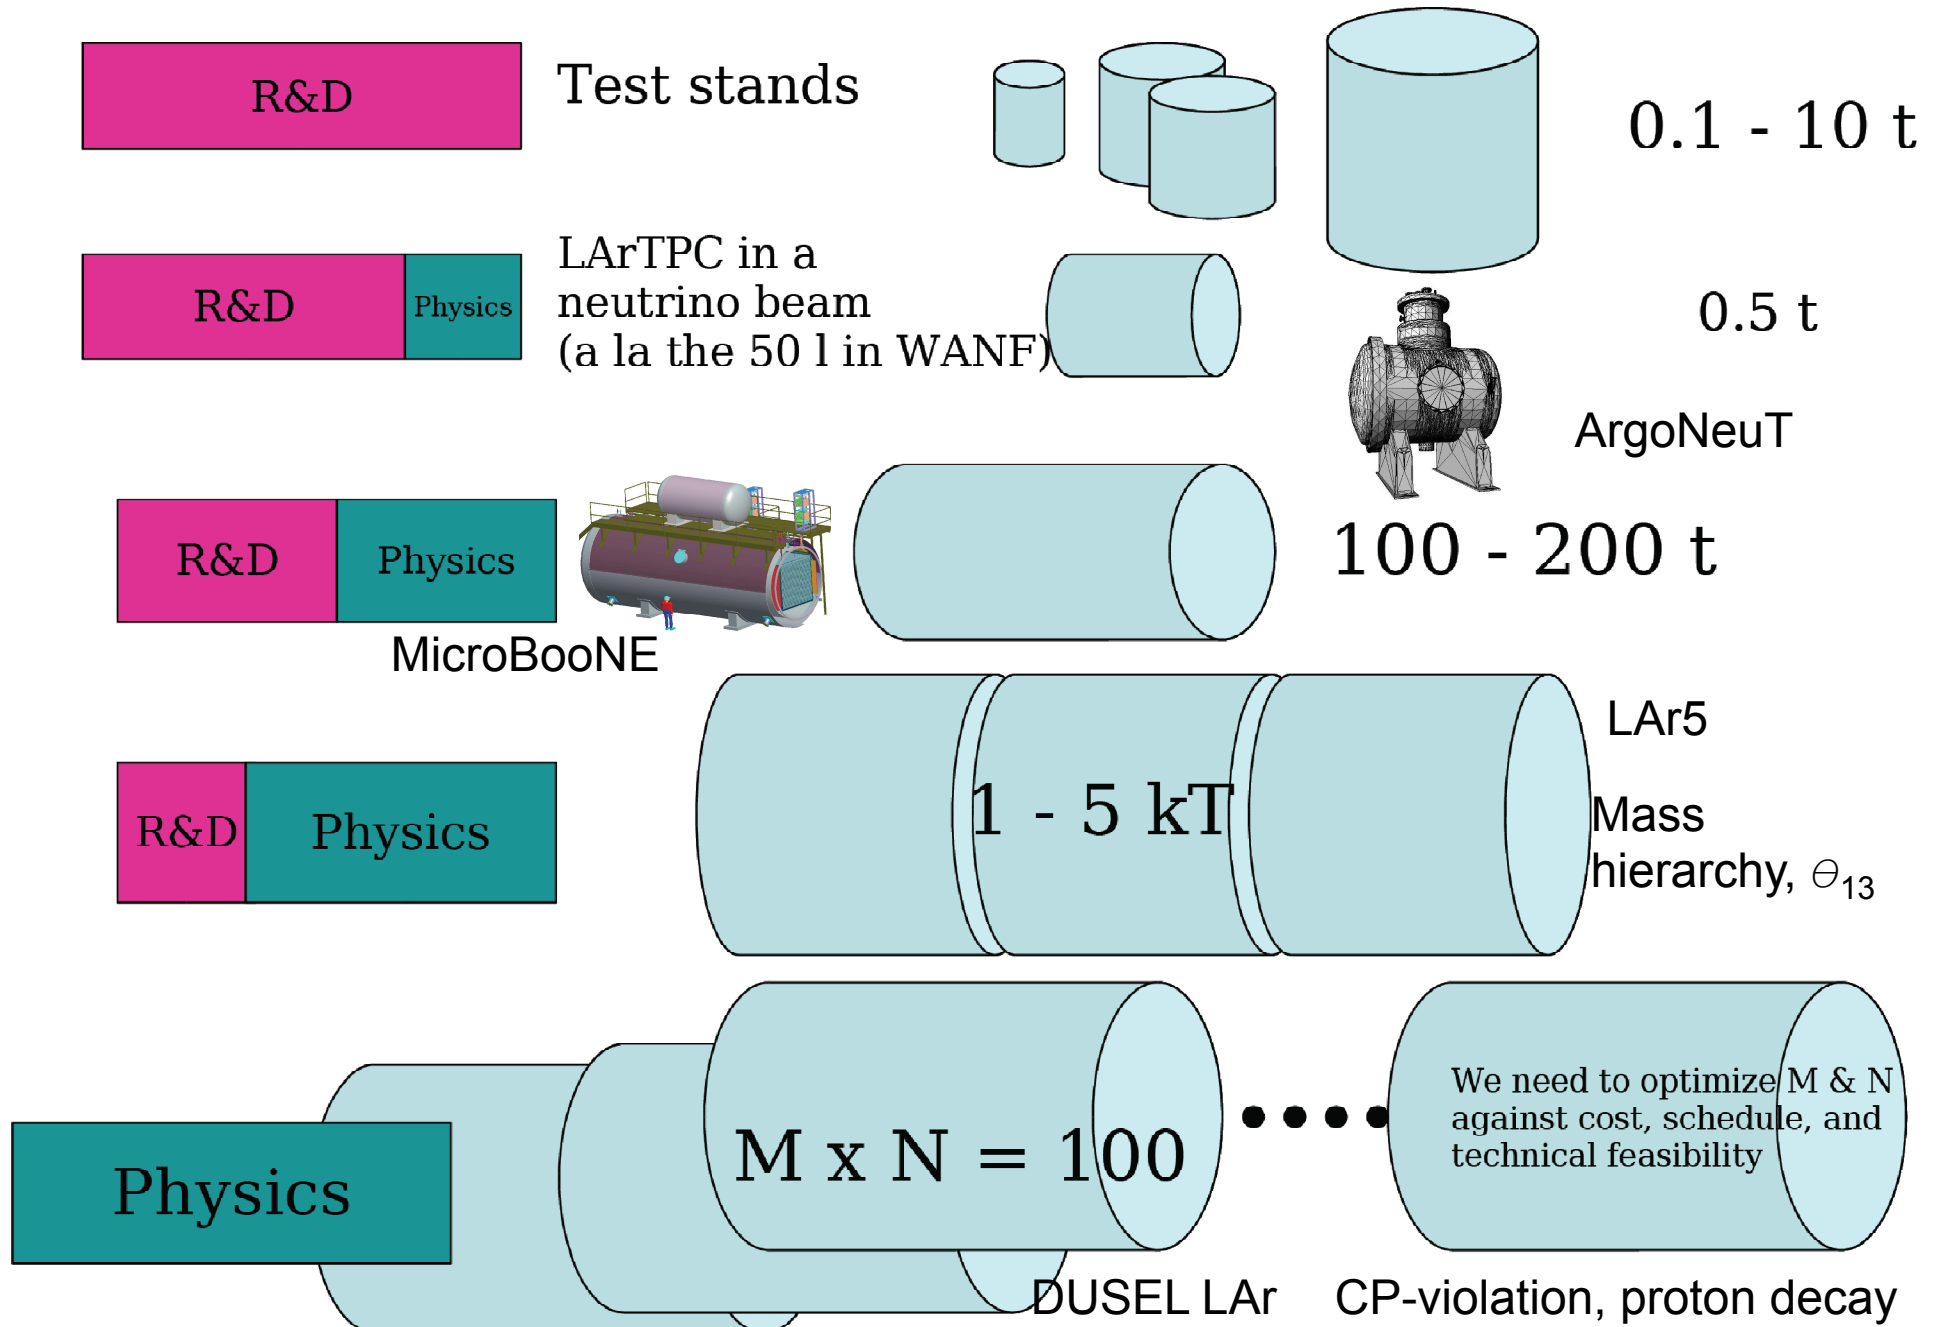 R&D
Test stands
0.1 - 10 t
R&D
Physics
LArTPC in a
neutrino beam
(a la the 50 l in WANF)
0.5 t
ArgoNeuT
R&D
Physics
MicroBooNE
100 - 200 t
R&D
Physics
1 - 5 kT
LAr5
Mass
hierarchy, Θ13
Physics
M x N = 100
We need to optimize M & N
against cost, schedule, and
technical feasibility
DUSEL LAr
CP-violation, proton decay